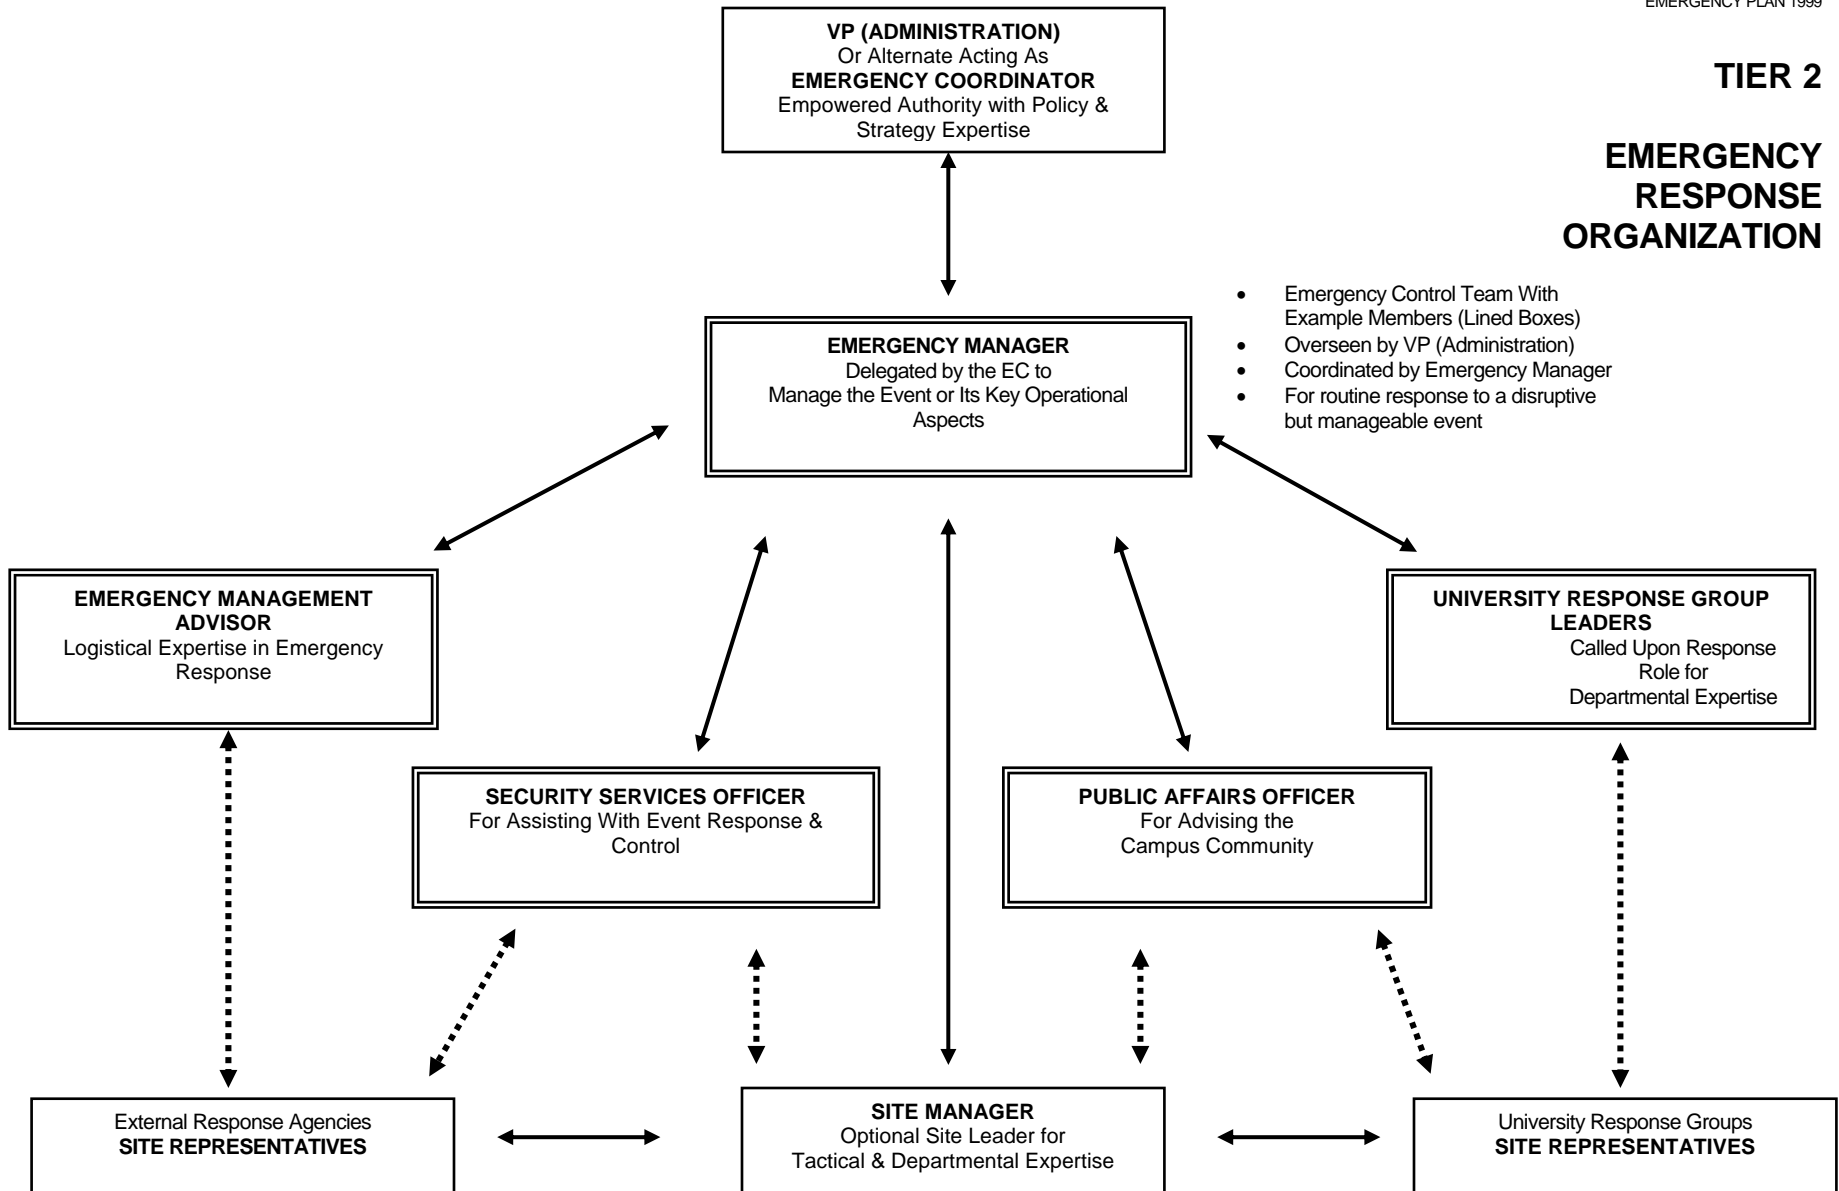 EMERGENCY PLAN 1999
TIER 2
EMERGENCY
RESPONSE
ORGANIZATION
VP (ADMINISTRATION)
Or Alternate Acting As
EMERGENCY COORDINATOR
Empowered Authority with Policy &
Strategy Expertise
• Emergency Control Team With
Example Members (Lined Boxes)
• Overseen by VP (Administration)
• Coordinated by Emergency Manager
• For routine response to a disruptive
but manageable event
EMERGENCY MANAGER
Delegated by the EC to
Manage the Event or Its Key Operational
Aspects
EMERGENCY MANAGEMENT
ADVISOR
Logistical Expertise in Emergency
Response
UNIVERSITY RESPONSE GROUP
LEADERS
Called Upon Response
Role for
Departmental Expertise
SECURITY SERVICES OFFICER
For Assisting With Event Response &
Control
PUBLIC AFFAIRS OFFICER
For Advising the
Campus Community
External Response Agencies
SITE REPRESENTATIVES
SITE MANAGER
Optional Site Leader for
Tactical & Departmental Expertise
University Response Groups
SITE REPRESENTATIVES